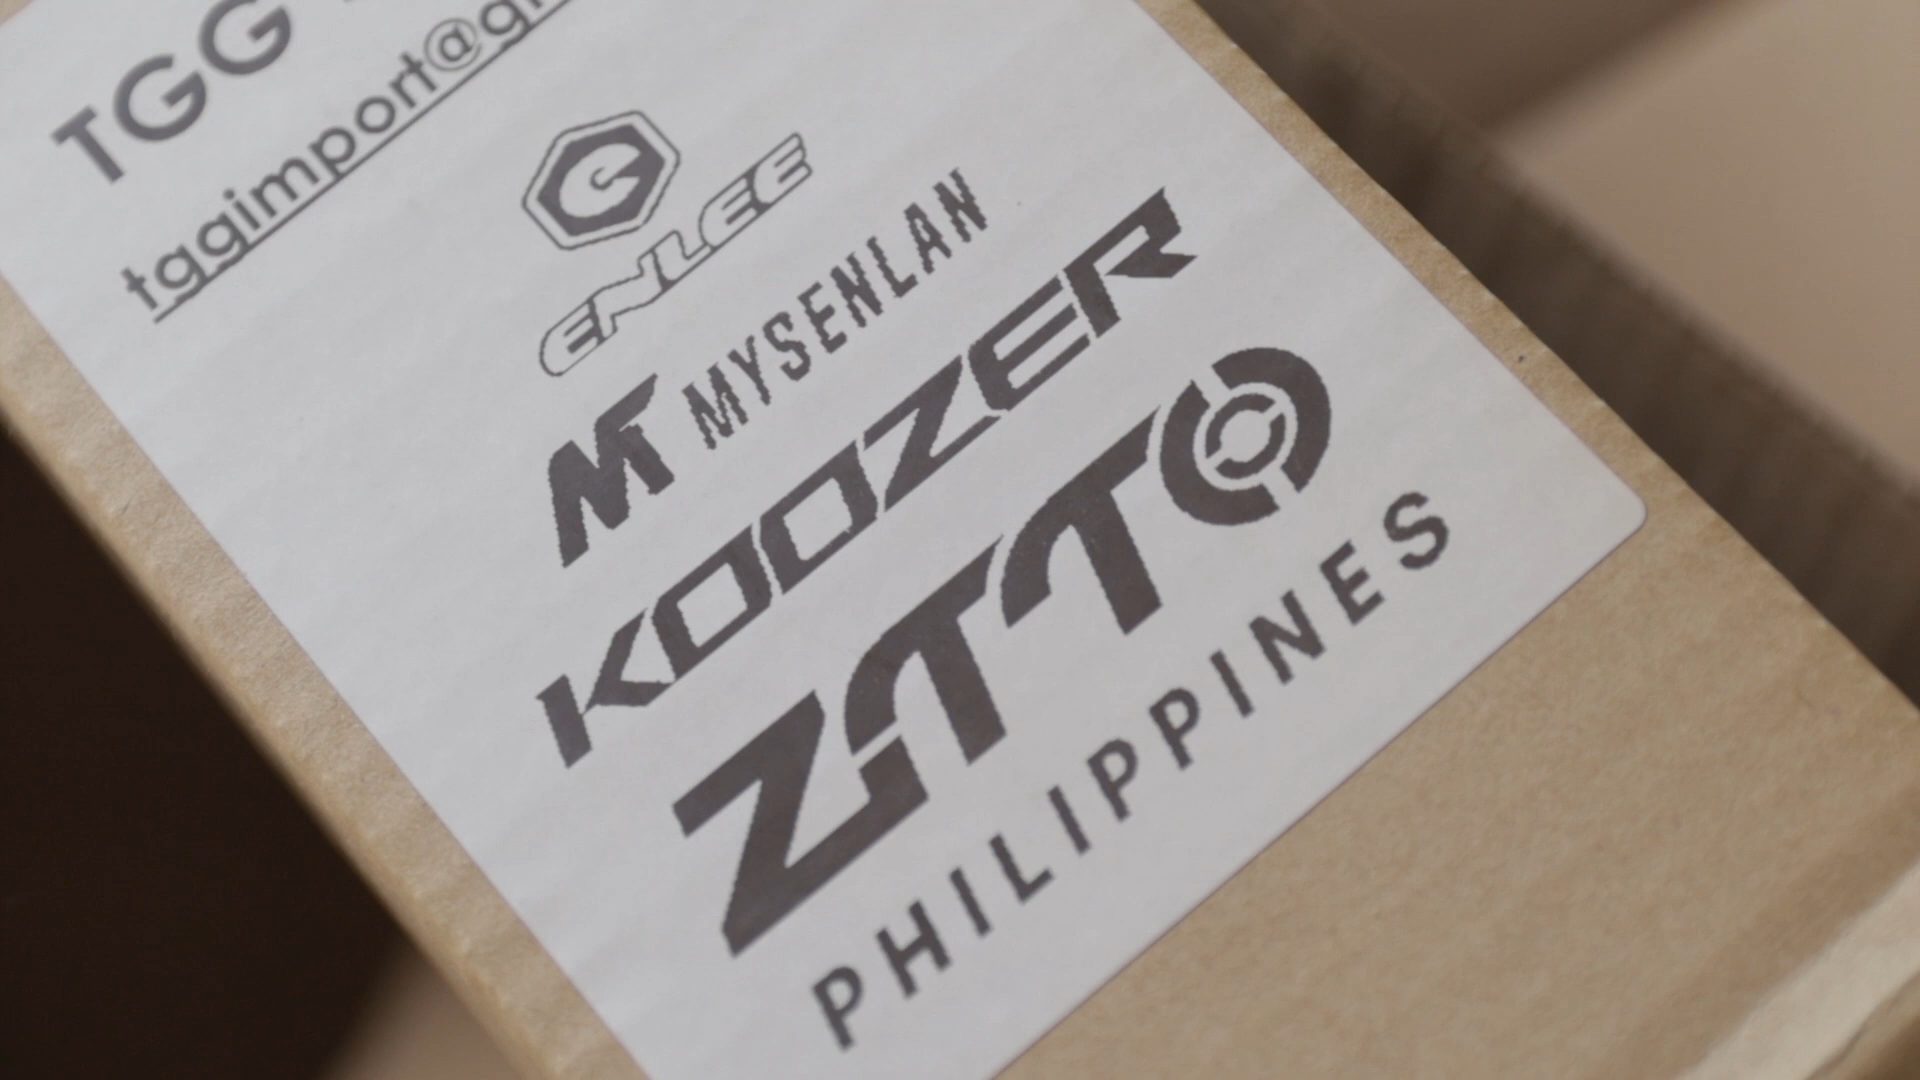 TGG
tggimport@g
ENLEE
MYSENLAN
KOOZER
ZTTO
PHILIPPINES